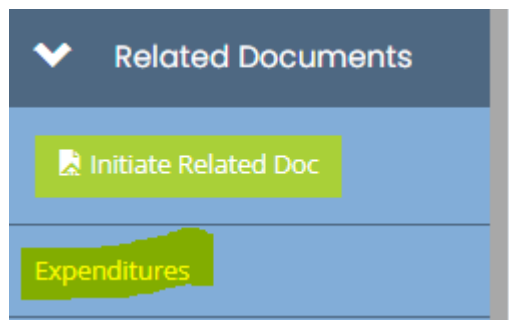 Related Documents
Initiate Related Doc
Expenditures